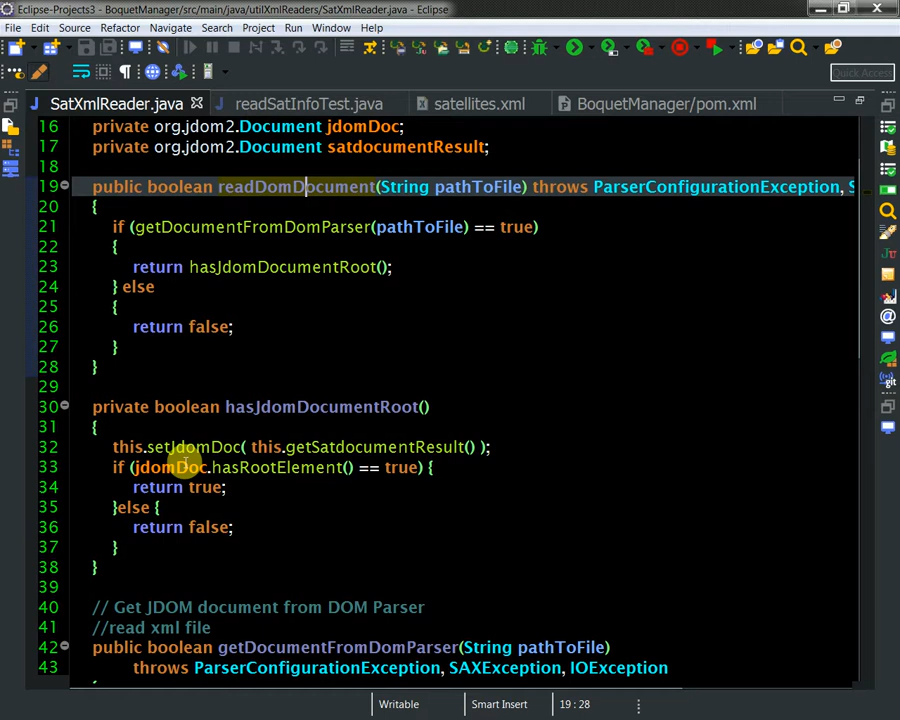 Eclipse-Projects3 - BoquetManager/src/main/java/utilXmlReaders/SatXmlReader.java - Eclipse
File Edit Source Refactor Navigate Search Project Run Window Help
Quick Access
SatXmlReader.java readSatInfoTest.java satellites.xml BoquetManager/pom.xml
16 private org.jdom2.Document jdomDoc;
17 private org.jdom2.Document satdocumentResult;
18
19 public boolean readDomDocument(String pathToFile) throws ParserConfigurationException, S
20 {
21 if (getDocumentFromDomParser(pathToFile) == true)
22 {
23 return hasJdomDocumentRoot();
24 } else
25 {
26 return false;
27 }
28 }
29
30 private boolean hasJdomDocumentRoot()
31 {
32 this.setJdomDoc( this.getSatdocumentResult() );
33 if (jdomDoc.hasRootElement() == true) {
34 return true;
35 }else {
36 return false;
37 }
38 }
39
40 // Get JDOM document from DOM Parser
41 //read xml file
42 public boolean getDocumentFromDomParser(String pathToFile)
43 throws ParserConfigurationException, SAXException, IOException
Writable Smart Insert 19 : 28